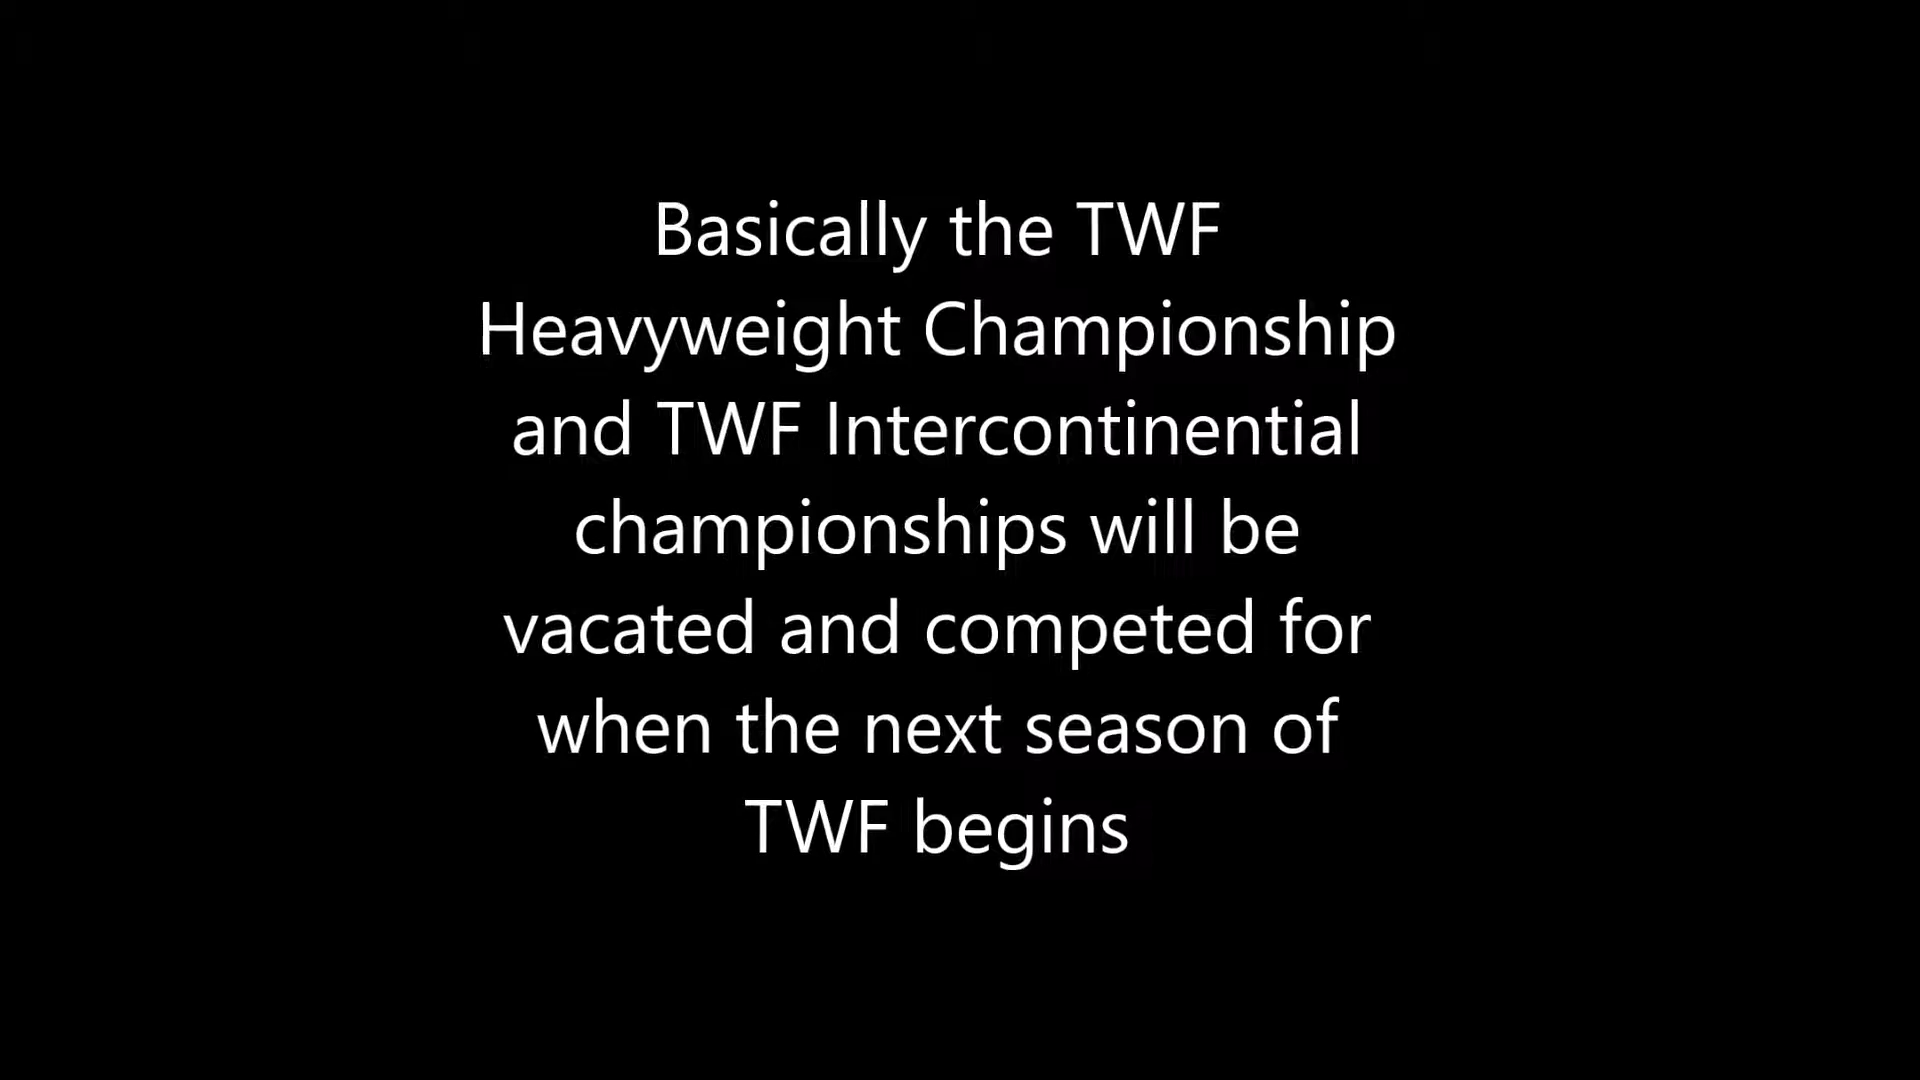 Basically the TWF
Heavyweight Championship
and TWF Intercontinential
championships will be
vacated and competed for
when the next season of
TWF begins